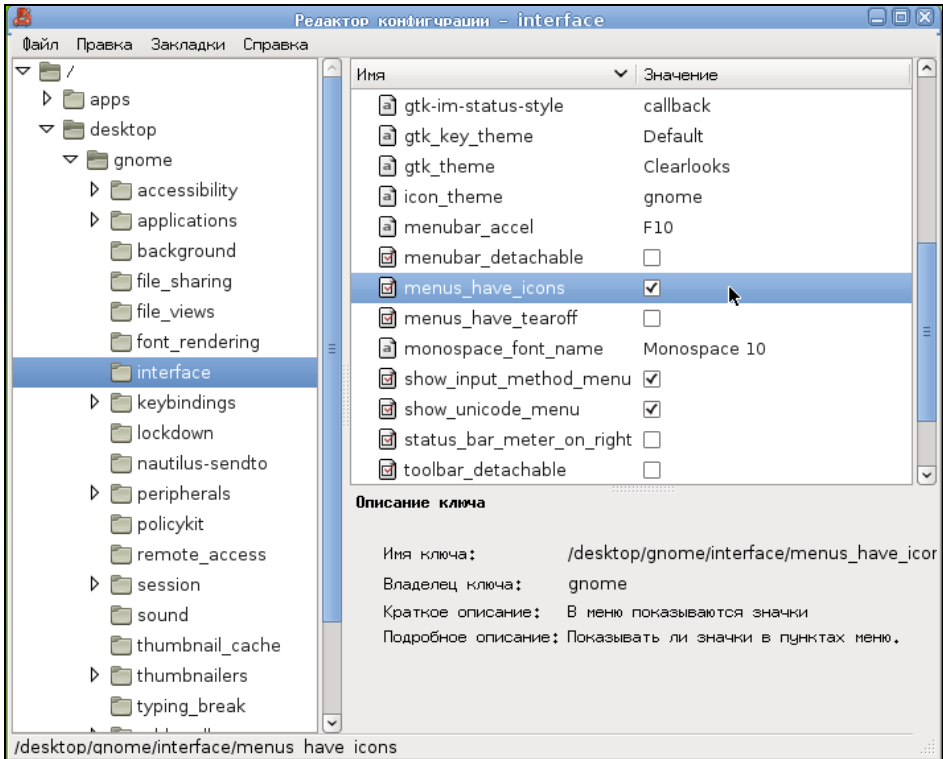 Редактор конфигурации – interface
Файл Правка Закладки Справка
/
apps
desktop
gnome
accessibility
applications
background
file_sharing
file_views
font_rendering
interface
keybindings
lockdown
nautilus-sendto
peripherals
policykit
remote_access
session
sound
thumbnail_cache
thumbnailers
typing_break
Имя Значение
gtk-im-status-style callback
gtk_key_theme Default
gtk_theme Clearlooks
icon_theme gnome
menubar_accel F10
menubar_detachable
menus_have_icons
menus_have_tearoff
monospace_font_name Monospace 10
show_input_method_menu
show_unicode_menu
status_bar_meter_on_right
toolbar_detachable
Описание ключа
Имя ключа: /desktop/gnome/interface/menus_have_icor
Владелец ключа: gnome
Краткое описание: В меню показываются значки
Подробное описание: Показывать ли значки в пунктах меню.
/desktop/gnome/interface/menus_have_icons